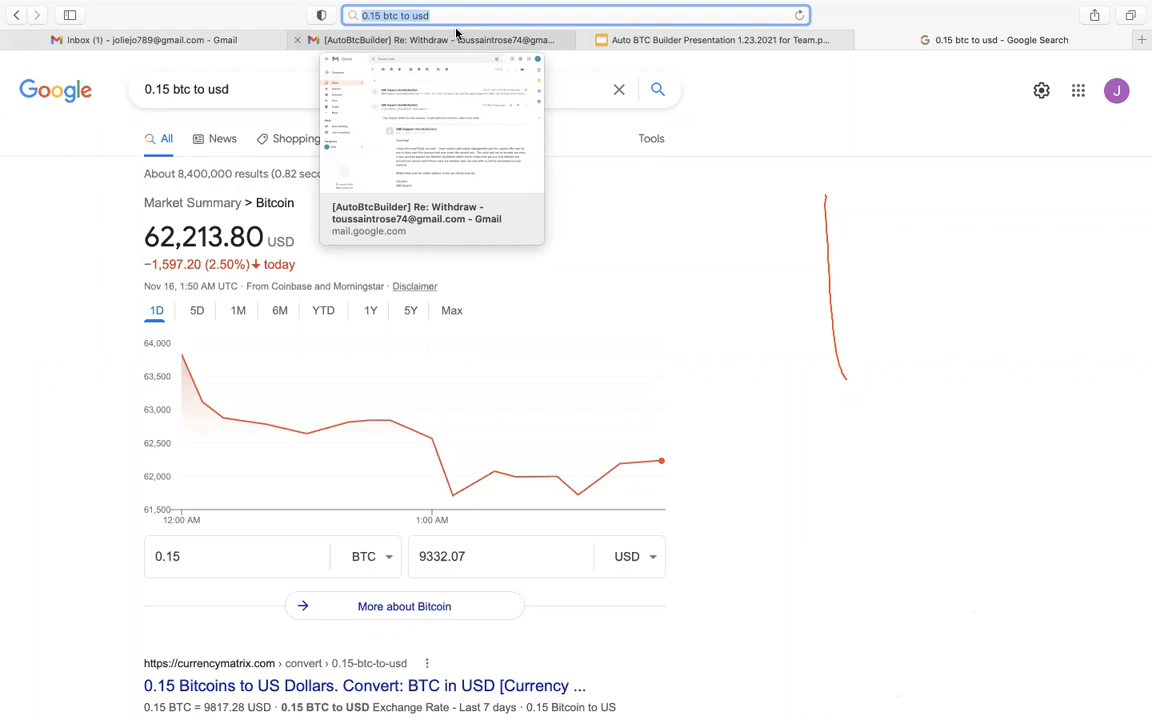 0.15 btc to usd
Inbox (1) - joliejo789@gmail.com - Gmail
[AutoBtcBuilder] Re: Withdraw - toussaintrose74@gma...
Auto BTC Builder Presentation 1.23.2021 for Team.p...
0.15 btc to usd - Google Search
Google
0.15 btc to usd
J
All
News
Shopping
Tools
About 8,400,000 results (0.82 seco
[AutoBtcBuilder] Re: Withdraw -
toussaintrose74@gmail.com - Gmail
mail.google.com
Market Summary > Bitcoin
62,213.80 USD
−1,597.20 (2.50%) today
Nov 16, 1:50 AM UTC · From Coinbase and Morningstar · Disclaimer
1D 5D 1M 6M YTD 1Y 5Y Max
64,000
63,500
63,000
62,500
62,000
61,500
12:00 AM 1:00 AM
0.15 BTC 9332.07 USD
More about Bitcoin
https://currencymatrix.com › convert › 0.15-btc-to-usd
0.15 Bitcoins to US Dollars. Convert: BTC in USD [Currency ...
0.15 BTC = 9817.28 USD · 0.15 BTC to USD Exchange Rate - Last 7 days · 0.15 Bitcoin to US